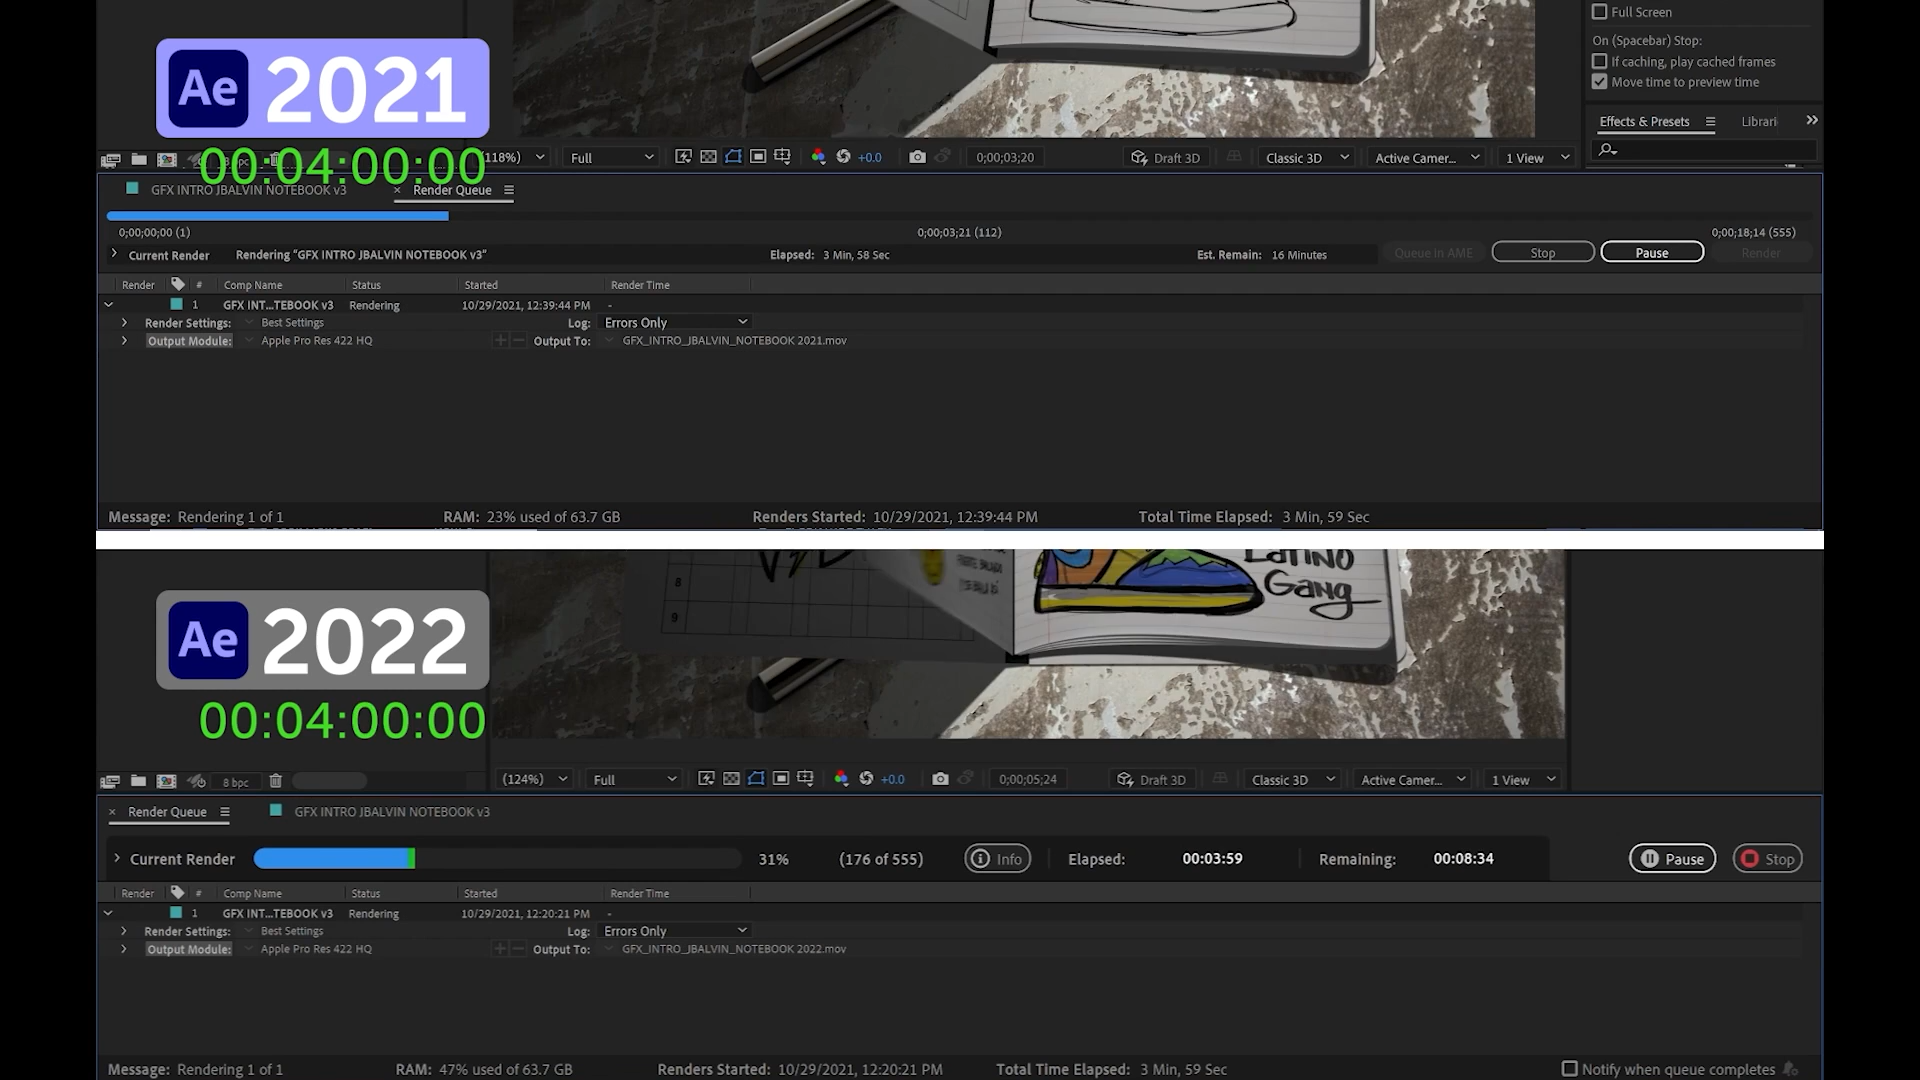 Full Screen
On (Spacebar) Stop:
If caching, play cached frames
Move time to preview time
Ae 2021
Effects & Presets
Librari
00:04:00:00
118%)
Full
+0.0
0;00;03;20
Draft 3D
Classic 3D
Active Camer...
1 View
GFX INTRO JBALVIN NOTEBOOK v3
× Render Queue
0;00;00;00 (1)
0;00;03;21 (112)
0;00;18;14 (555)
Current Render
Rendering "GFX INTRO JBALVIN NOTEBOOK v3"
Elapsed: 3 Min, 58 Sec
Est. Remain: 16 Minutes
Queue in AME
Stop
Pause
Render
Render # Comp Name Status Started Render Time
1 GFX INT...TEBOOK v3 Rendering 10/29/2021, 12:39:44 PM -
Render Settings: Best Settings Log: Errors Only
Output Module: Apple Pro Res 422 HQ + − Output To: GFX_INTRO_JBALVIN_NOTEBOOK 2021.mov
Message: Rendering 1 of 1 RAM: 23% used of 63.7 GB Renders Started: 10/29/2021, 12:39:44 PM Total Time Elapsed: 3 Min, 59 Sec
Latino
Gang
8
9
Ae 2022
00:04:00:00
8 bpc
(124%)
Full
+0.0
0;00;05;24
Draft 3D
Classic 3D
Active Camer...
1 View
× Render Queue
GFX INTRO JBALVIN NOTEBOOK v3
Current Render
31%
(176 of 555)
Info
Elapsed: 00:03:59
Remaining: 00:08:34
Pause
Stop
Render # Comp Name Status Started Render Time
1 GFX INT...TEBOOK v3 Rendering 10/29/2021, 12:20:21 PM -
Render Settings: Best Settings Log: Errors Only
Output Module: Apple Pro Res 422 HQ + − Output To: GFX_INTRO_JBALVIN_NOTEBOOK 2022.mov
Message: Rendering 1 of 1 RAM: 47% used of 63.7 GB Renders Started: 10/29/2021, 12:20:21 PM Total Time Elapsed: 3 Min, 59 Sec
Notify when queue completes